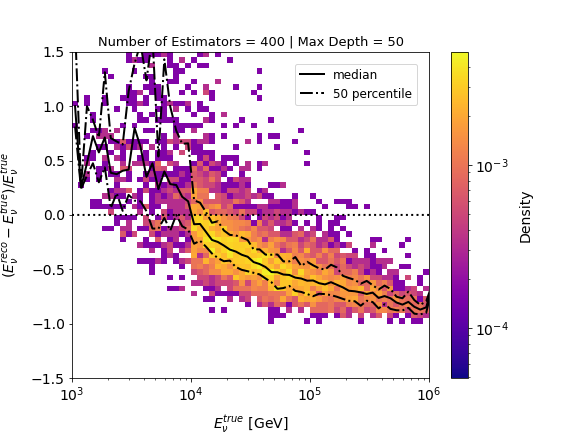 Number of Estimators = 400 | Max Depth = 50
median
50 percentile
1.5
1.0
0.5
0.0
−0.5
−1.0
−1.5
(E_ν^reco − E_ν^true)/E_ν^true
10^3
10^4
10^5
10^6
E_ν^true [GeV]
10^−3
10^−4
Density